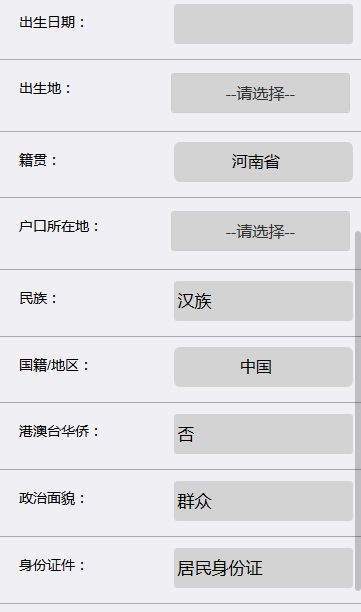 出生日期：
出生地：
--请选择--
籍贯：
河南省
户口所在地：
--请选择--
民族：
汉族
国籍/地区：
中国
港澳台华侨：
否
政治面貌：
群众
身份证件：
居民身份证